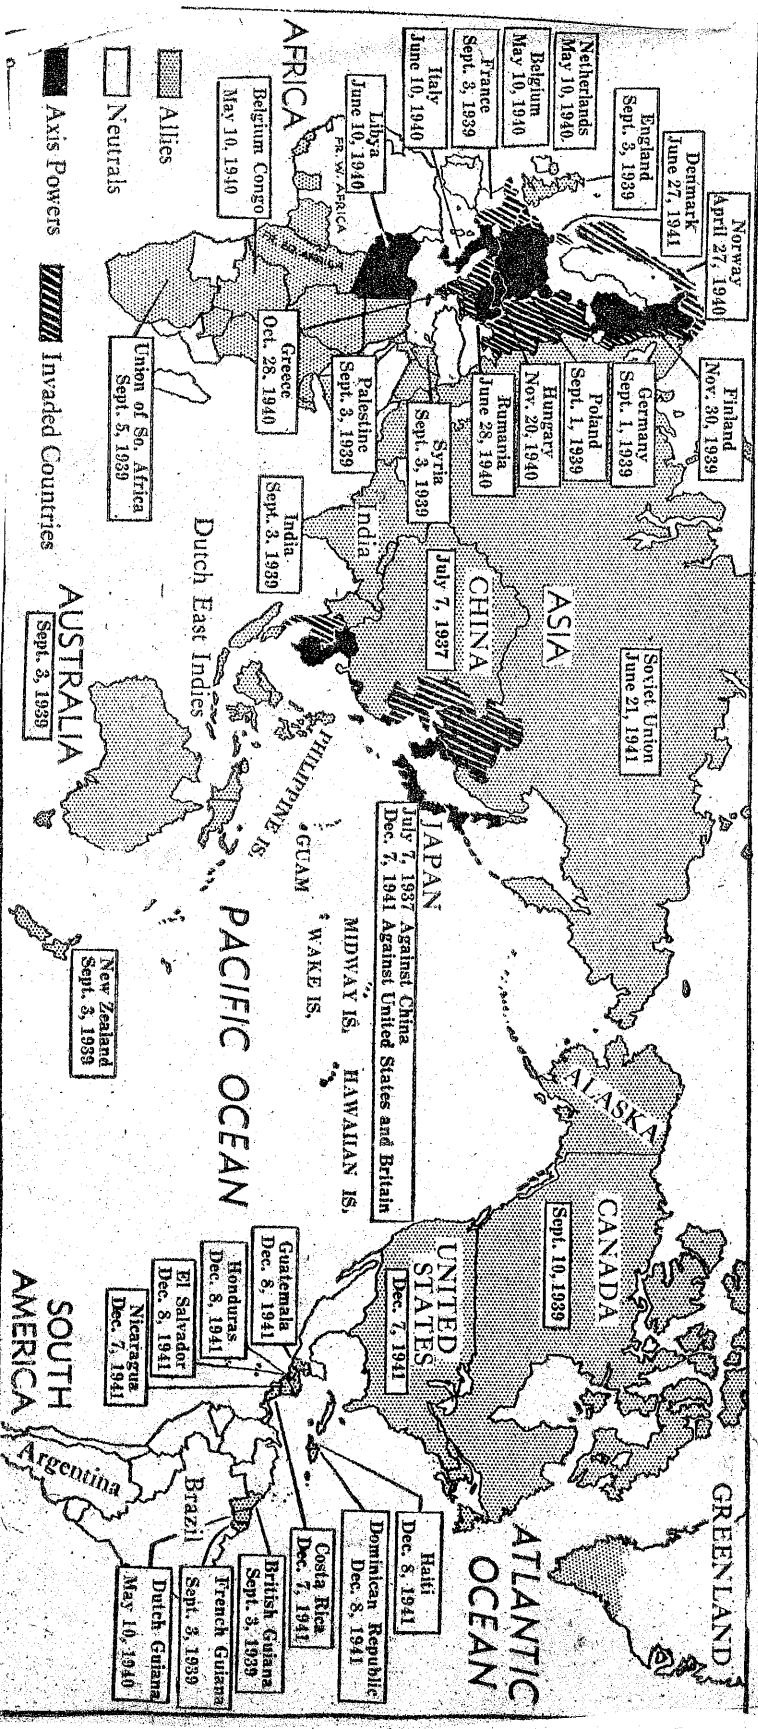 Norway
April 27, 1940
Denmark
June 27, 1941
England
Sept. 3, 1939
Netherlands
May 10, 1940.
Belgium
May 10, 1940
France
Sept. 3, 1939
Italy
June 10, 1940
Libya
June 10, 1940
AFRICA
FR. W. AFRICA
Belgium Congo
May 10, 1940
Allies
Neutrals
Axis Powers
Invaded Countries
Finland
Nov. 30, 1939
Germany
Sept. 1, 1939
Poland
Sept. 1, 1939
Hungary
Nov. 20, 1940
Rumania
June 28, 1940
Syria
Sept. 3, 1939
Palestine
Sept. 3, 1939
Greece
Oct. 28. 1940
Union of So. Africa
Sept. 5, 1939
India
India
Sept. 3. 1939
ASIA
Soviet Union
June 21, 1941
CHINA
July 7, 1937
Dutch East Indies
AUSTRALIA
Sept. 3, 1939
PHILIPPINE IS.
JAPAN
July 7, 1937 Against China
Dec. 7, 1941 Against United States and Britain
GUAM
WAKE IS.
MIDWAY IS.
HAWAIIAN IS.
PACIFIC OCEAN
New Zealand
Sept. 3, 1939
ALASKA
CANADA
Sept. 10, 1939
UNITED
STATES
Dec. 7, 1941
GREENLAND
ATLANTIC
OCEAN
Guatemala
Dec. 8, 1941
Honduras
Dec. 8, 1941
El Salvador
Dec. 8, 1941
Nicaragua
Dec. 7, 1941
SOUTH
AMERICA
Argentina
Brazil
Haiti
Dec. 8, 1941
Dominican Republic
Dec. 8, 1941
Costa Rica
Dec. 7, 1941
British Guiana
Sept. 3, 1939
French Guiana
Sept. 3, 1939
Dutch Guiana
May 10, 1940